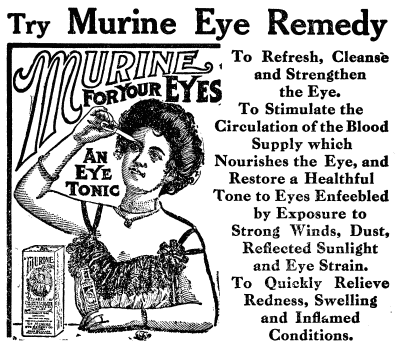 Try Murine Eye Remedy
MURINE
FOR YOUR EYES
AN
EYE
TONIC
MURINE
To Refresh, Cleanse
and Strengthen
the Eye.
To Stimulate the
Circulation of the Blood
Supply which
Nourishes the Eye, and
Restore a Healthful
Tone to Eyes Enfeebled
by Exposure to
Strong Winds, Dust,
Reflected Sunlight
and Eye Strain.
To Quickly Relieve
Redness, Swelling
and Inflamed
Conditions.